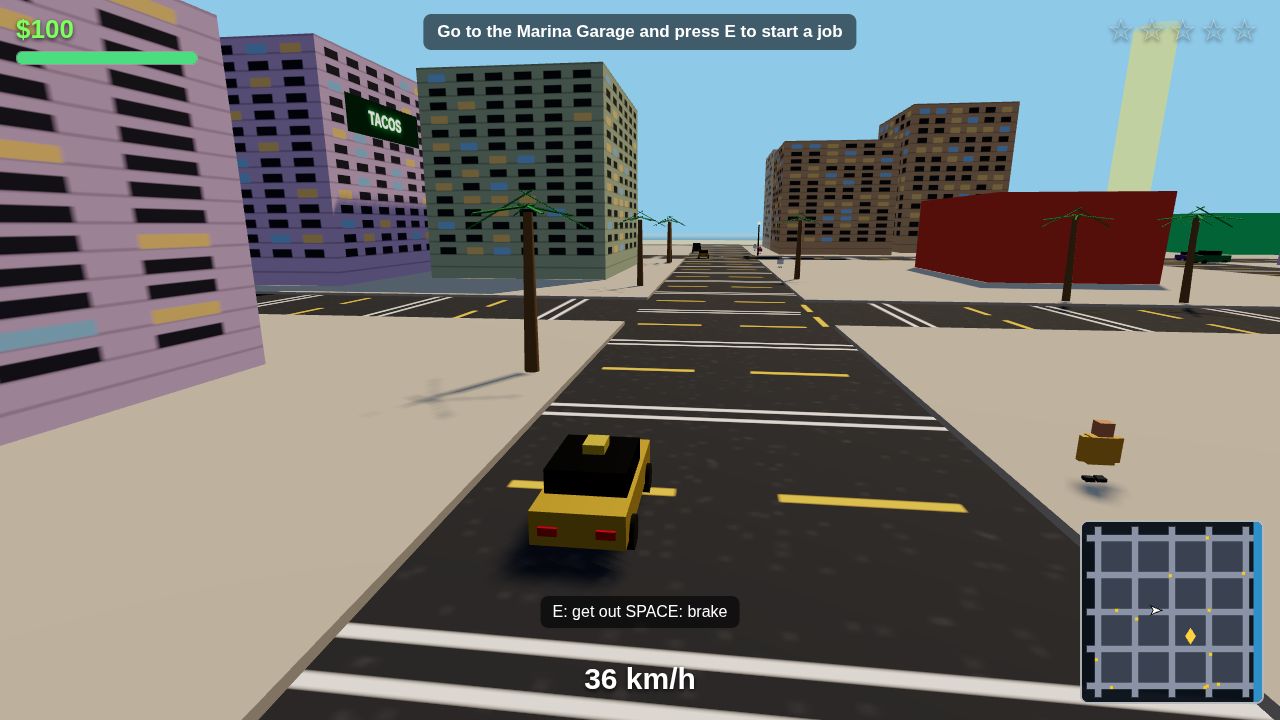 $100
Go to the Marina Garage and press E to start a job
TACOS
E: get out SPACE: brake
36 km/h